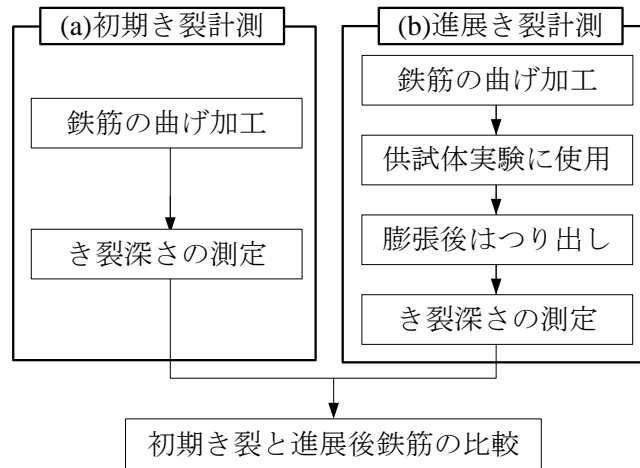 (a)初期き裂計測
鉄筋の曲げ加工
き裂深さの測定
(b)進展き裂計測
鉄筋の曲げ加工
供試体実験に使用
膨張後はつり出し
き裂深さの測定
初期き裂と進展後鉄筋の比較